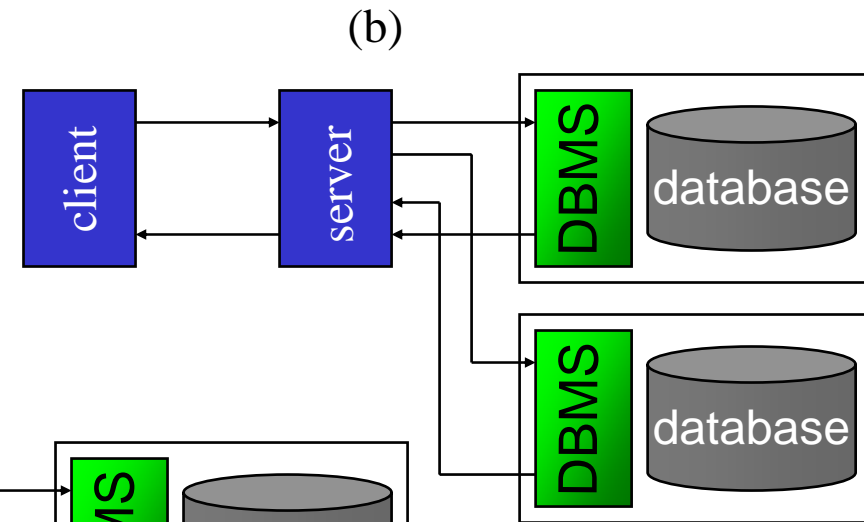 (b)
client
server
DBMS
database
DBMS
database